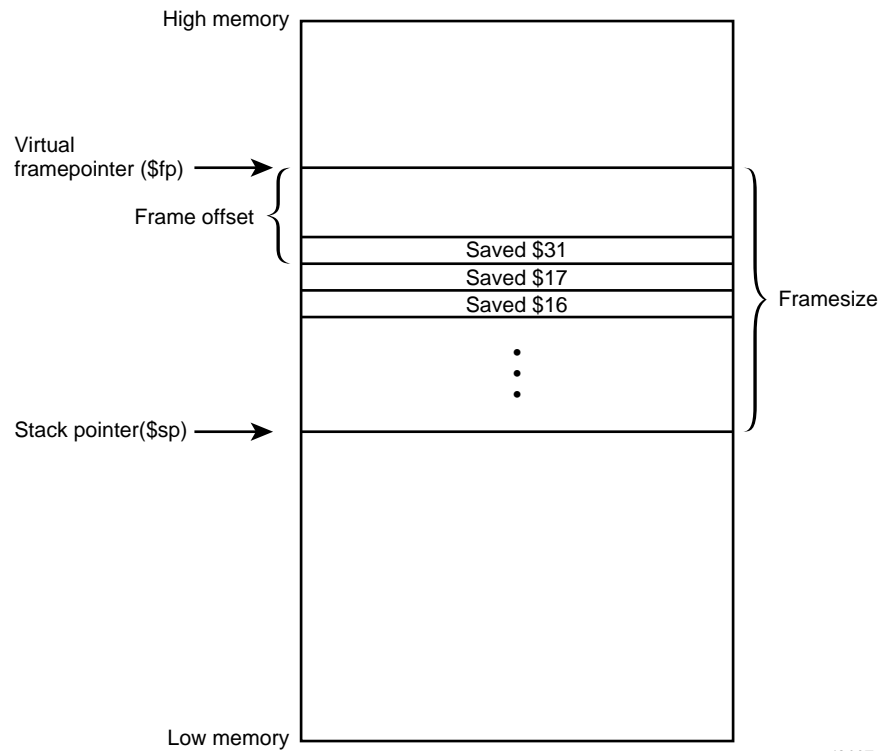 High memory
Virtual
framepointer ($fp)
Frame offset
Saved $31
Saved $17
Saved $16
Framesize
Stack pointer($sp)
Low memory